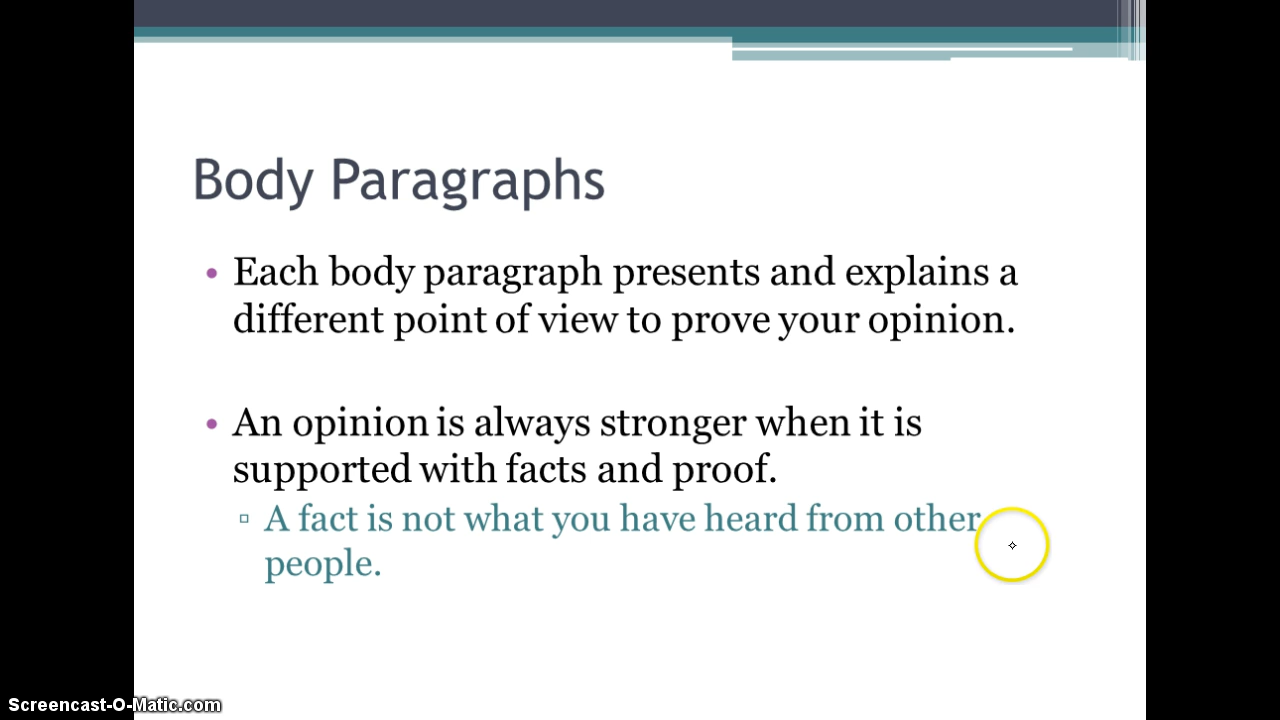 Body Paragraphs
• Each body paragraph presents and explains a
different point of view to prove your opinion.
• An opinion is always stronger when it is
supported with facts and proof.
▫ A fact is not what you have heard from other
people.
Screencast-O-Matic.com